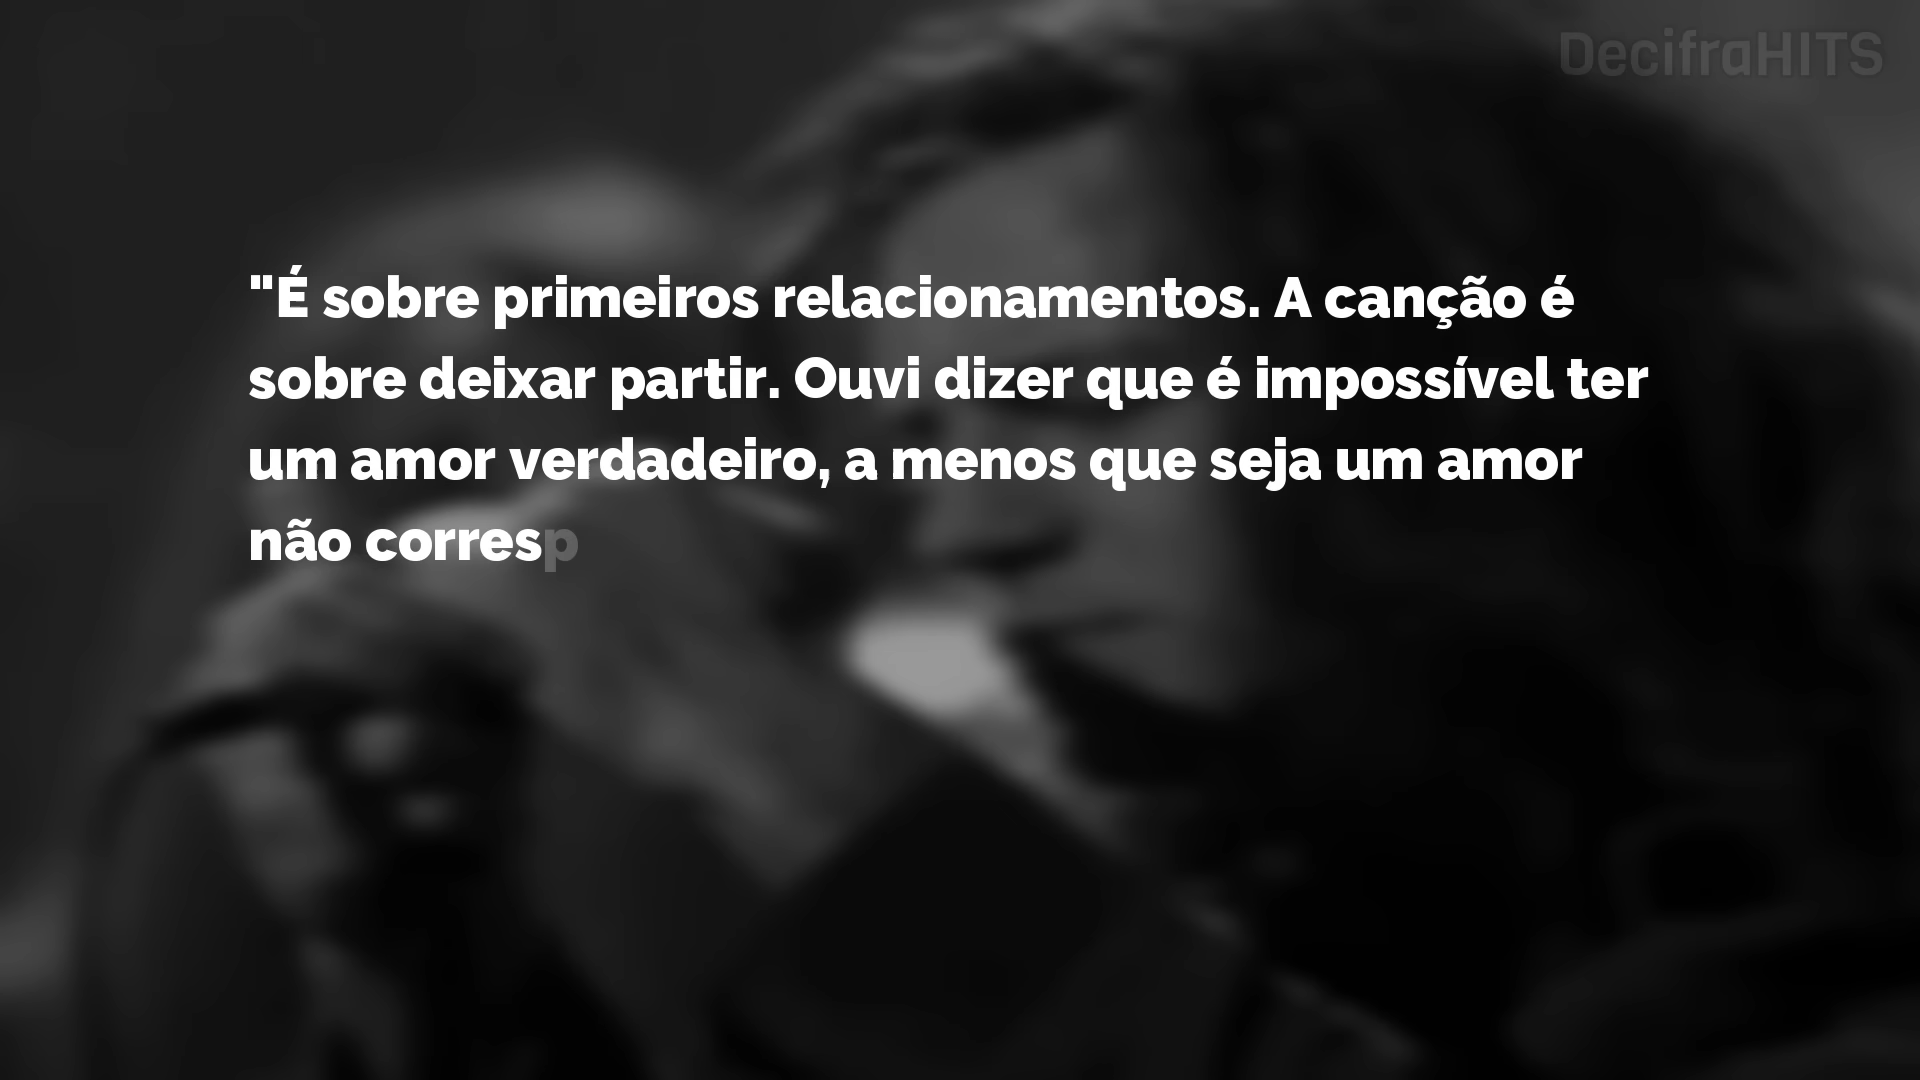 DecifraHITS
"É sobre primeiros relacionamentos. A canção é
sobre deixar partir. Ouvi dizer que é impossível ter
um amor verdadeiro, a menos que seja um amor
não corresp